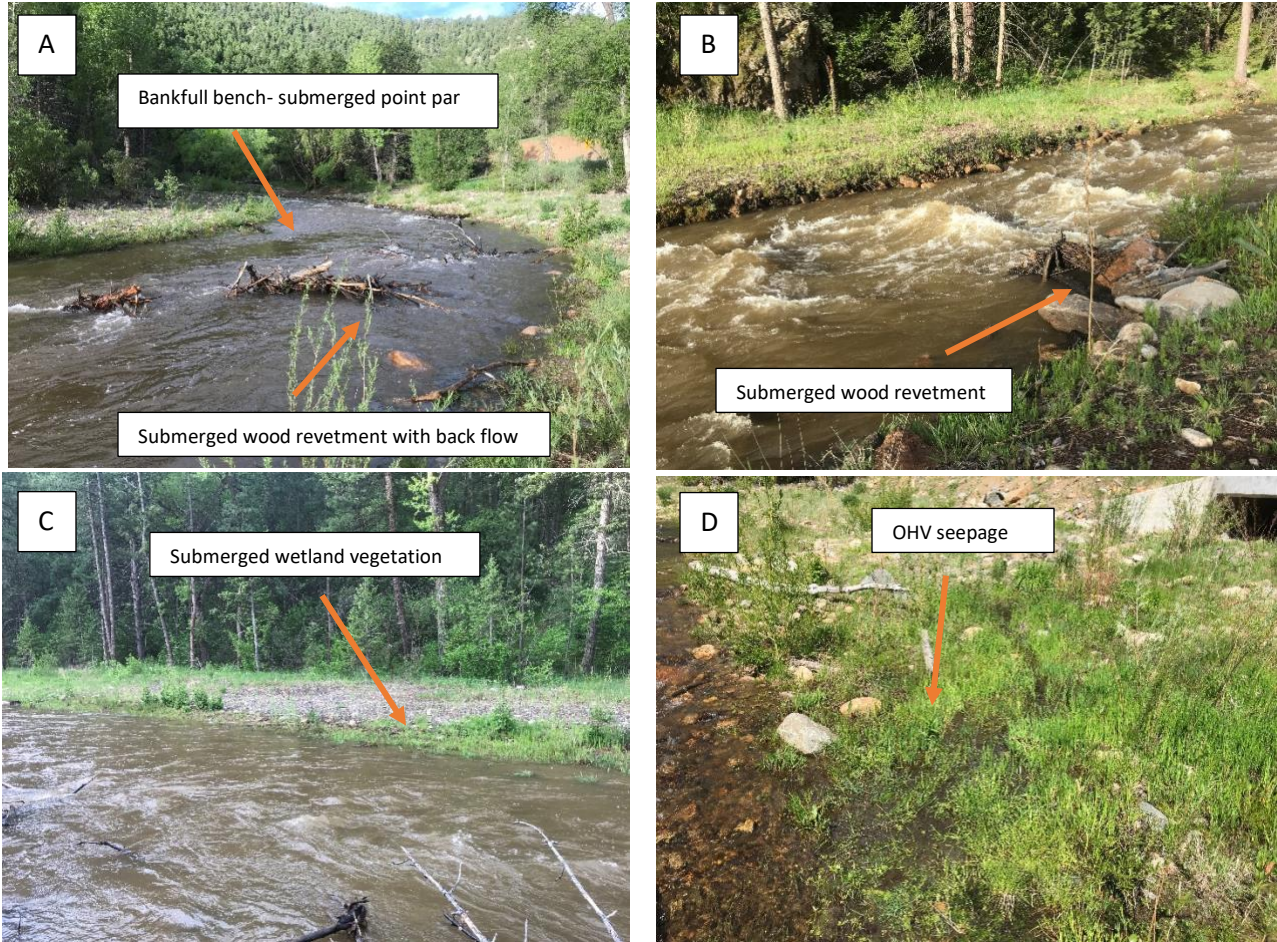 A
Bankfull bench- submerged point par
Submerged wood revetment with back flow
B
Submerged wood revetment
C
Submerged wetland vegetation
D
OHV seepage